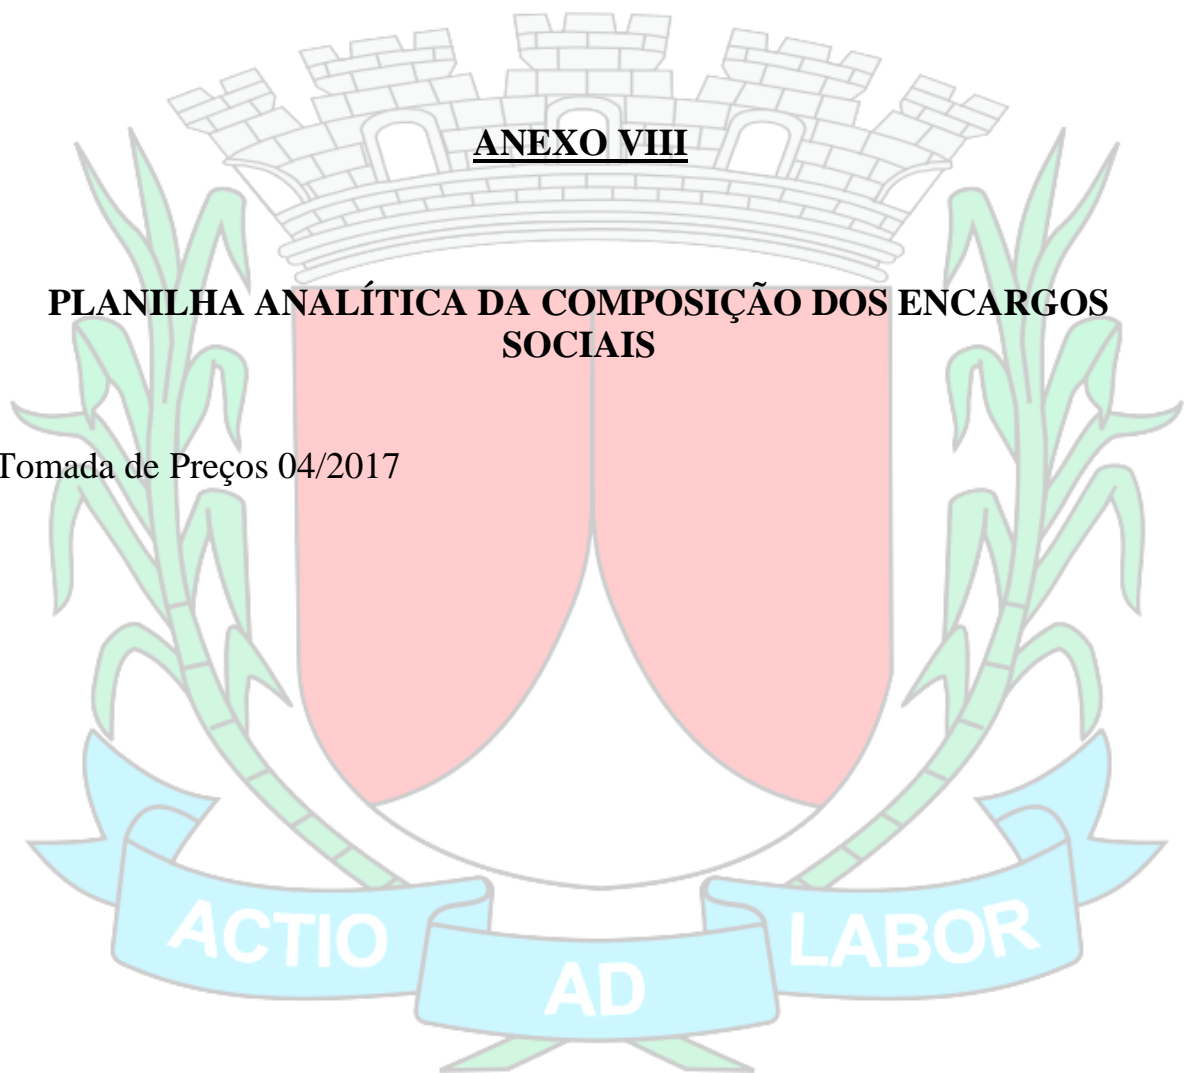 ANEXO VIII
PLANILHA ANALÍTICA DA COMPOSIÇÃO DOS ENCARGOS
SOCIAIS
Tomada de Preços 04/2017
ACTIO
AD
LABOR